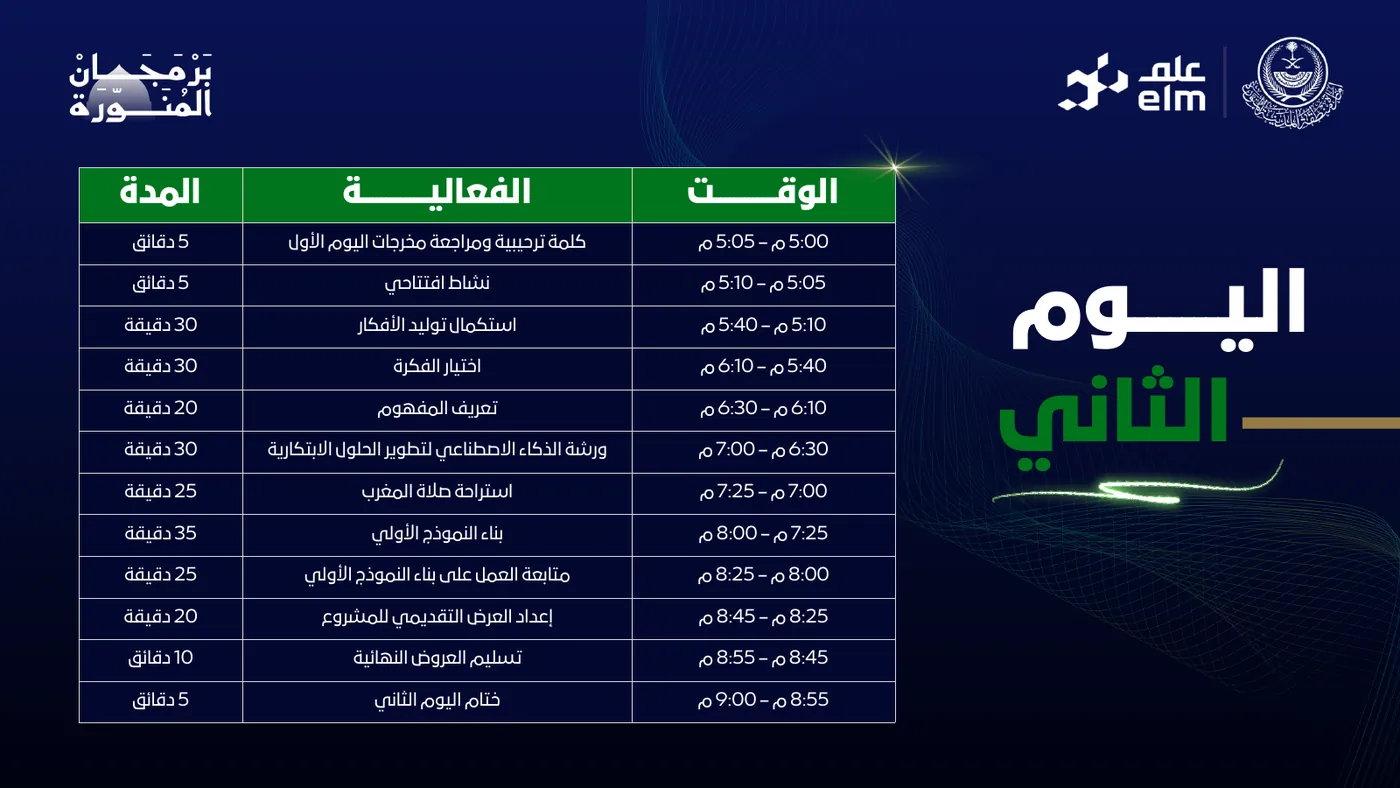 بَرْمَجَان
المُنَوَّرَة
علم
elm
اليوم
الثاني
الوقت الفعالية المدة
5:00 م – 5:05 م كلمة ترحيبية ومراجعة مخرجات اليوم الأول 5 دقائق
5:05 م – 5:10 م نشاط افتتاحي 5 دقائق
5:10 م – 5:40 م استكمال توليد الأفكار 30 دقيقة
5:40 م – 6:10 م اختيار الفكرة 30 دقيقة
6:10 م – 6:30 م تعريف المفهوم 20 دقيقة
6:30 م – 7:00 م ورشة الذكاء الاصطناعي لتطوير الحلول الابتكارية 30 دقيقة
7:00 م – 7:25 م استراحة صلاة المغرب 25 دقيقة
7:25 م – 8:00 م بناء النموذج الأولي 35 دقيقة
8:00 م – 8:25 م متابعة العمل على بناء النموذج الأولي 25 دقيقة
8:25 م – 8:45 م إعداد العرض التقديمي للمشروع 20 دقيقة
8:45 م – 8:55 م تسليم العروض النهائية 10 دقائق
8:55 م – 9:00 م ختام اليوم الثاني 5 دقائق